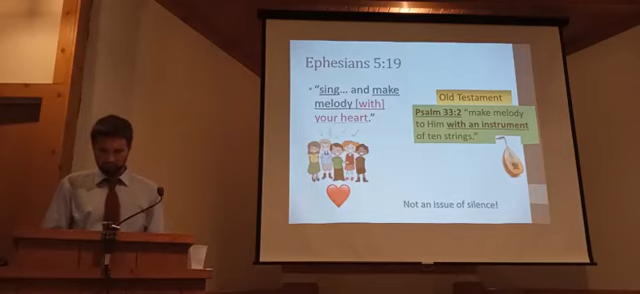 Ephesians 5:19
• “sing… and make
melody [with]
your heart.”
Old Testament
Psalm 33:2 “make melody
to Him with an instrument
of ten strings.”
Not an issue of silence!